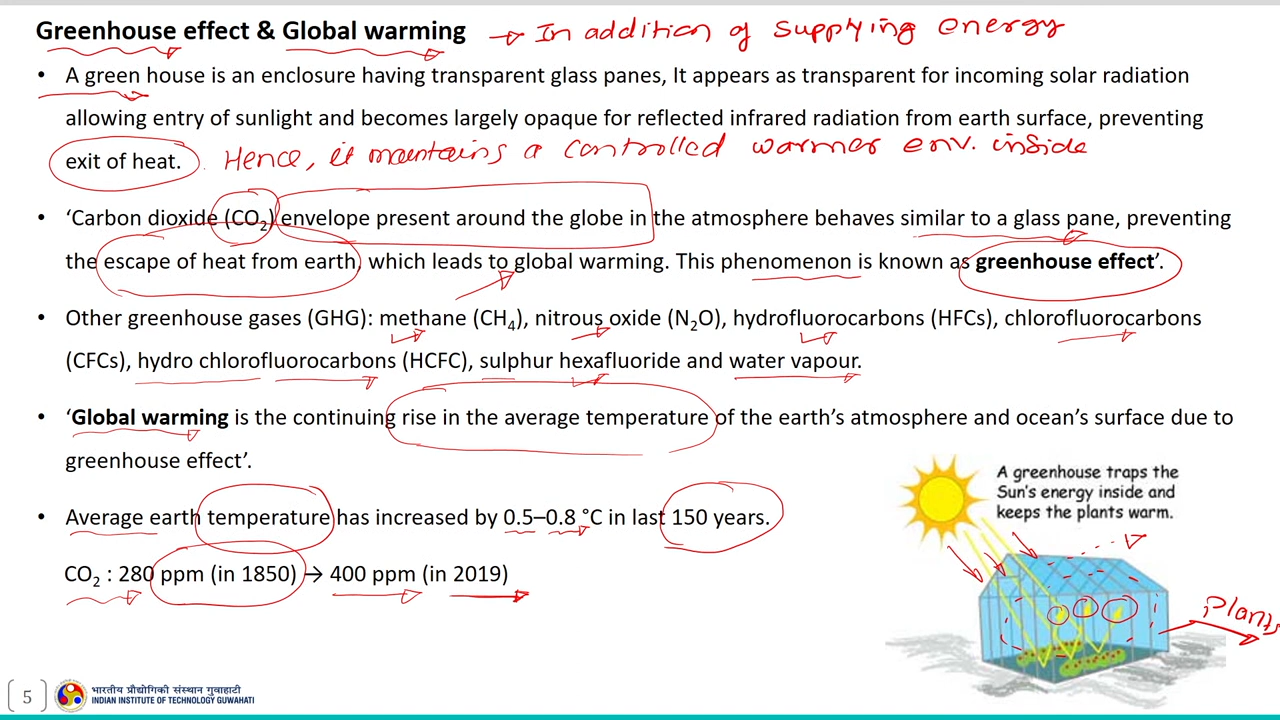 Greenhouse effect & Global warming → In addition of supplying energy
• A green house is an enclosure having transparent glass panes, It appears as transparent for incoming solar radiation
allowing entry of sunlight and becomes largely opaque for reflected infrared radiation from earth surface, preventing
exit of heat. Hence, it maintains a controlled warmer env. inside
• ‘Carbon dioxide (CO₂) envelope present around the globe in the atmosphere behaves similar to a glass pane, preventing
the escape of heat from earth, which leads to global warming. This phenomenon is known as greenhouse effect’.
• Other greenhouse gases (GHG): methane (CH₄), nitrous oxide (N₂O), hydrofluorocarbons (HFCs), chlorofluorocarbons
(CFCs), hydro chlorofluorocarbons (HCFC), sulphur hexafluoride and water vapour.
• ‘Global warming is the continuing rise in the average temperature of the earth’s atmosphere and ocean’s surface due to
greenhouse effect’.
A greenhouse traps the
Sun's energy inside and
keeps the plants warm.
• Average earth temperature has increased by 0.5–0.8 °C in last 150 years.
CO₂ : 280 ppm (in 1850) → 400 ppm (in 2019)
Plants
5
भारतीय प्रौद्योगिकी संस्थान गुवाहाटी
INDIAN INSTITUTE OF TECHNOLOGY GUWAHATI